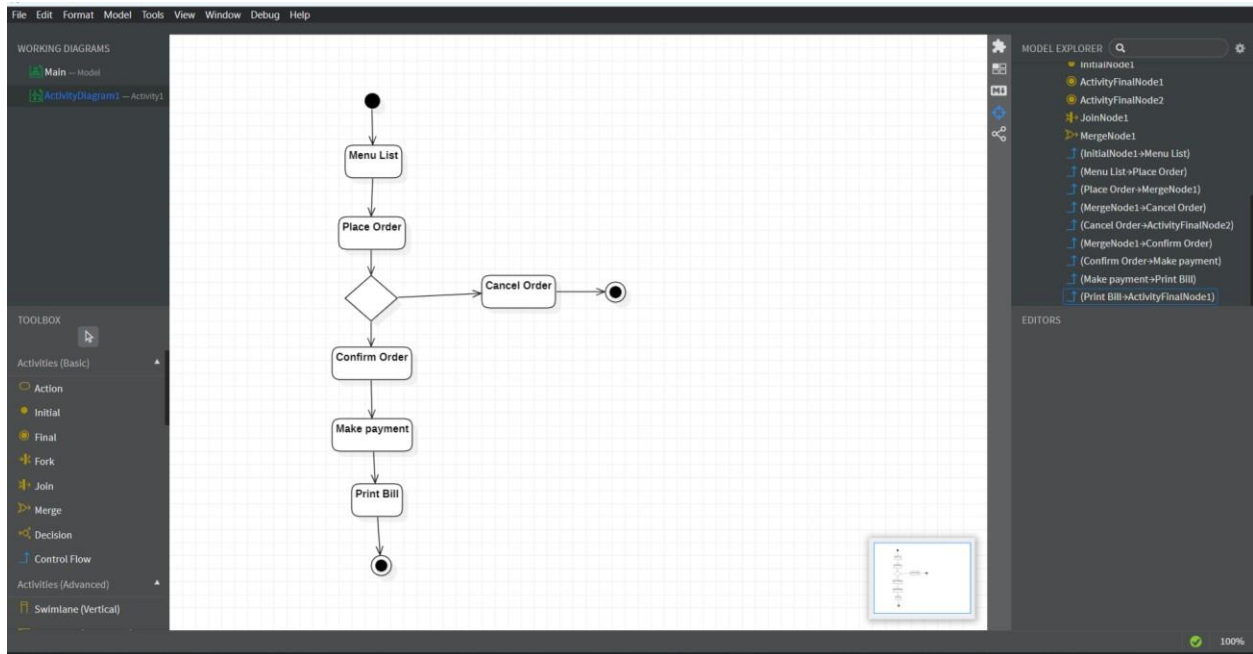 File Edit Format Model Tools View Window Debug Help
WORKING DIAGRAMS
Main — Model
ActivityDiagram1 — Activity1
TOOLBOX
Activities (Basic)
Action
Initial
Final
Fork
Join
Merge
Decision
Control Flow
Activities (Advanced)
Swimlane (Vertical)
Menu List
Place Order
Cancel Order
Confirm Order
Make payment
Print Bill
MODEL EXPLORER
InitialNode1
ActivityFinalNode1
ActivityFinalNode2
JoinNode1
MergeNode1
(InitialNode1→Menu List)
(Menu List→Place Order)
(Place Order→MergeNode1)
(MergeNode1→Cancel Order)
(Cancel Order→ActivityFinalNode2)
(MergeNode1→Confirm Order)
(Confirm Order→Make payment)
(Make payment→Print Bill)
(Print Bill→ActivityFinalNode1)
EDITORS
100%